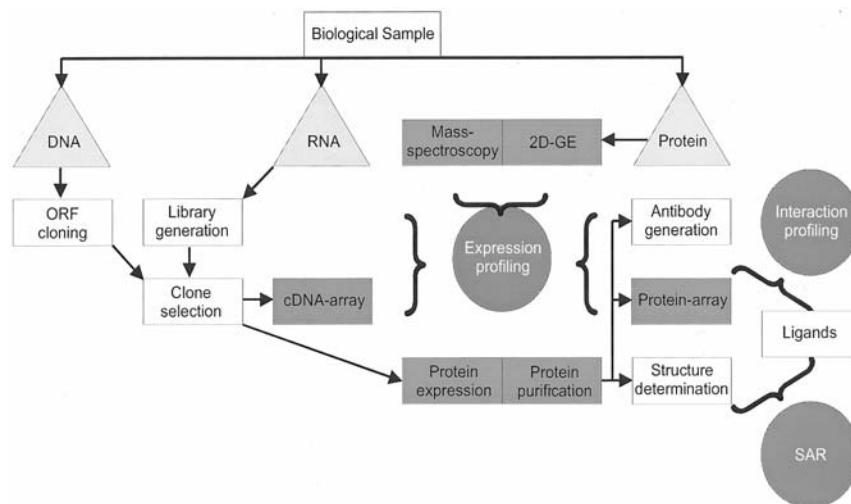 Biological Sample
DNA
RNA
Mass-
spectroscopy
2D-GE
Protein
ORF
cloning
Library
generation
Expression
profiling
Antibody
generation
Interaction
profiling
Clone
selection
cDNA-array
Protein-array
Ligands
Protein
expression
Protein
purification
Structure
determination
SAR